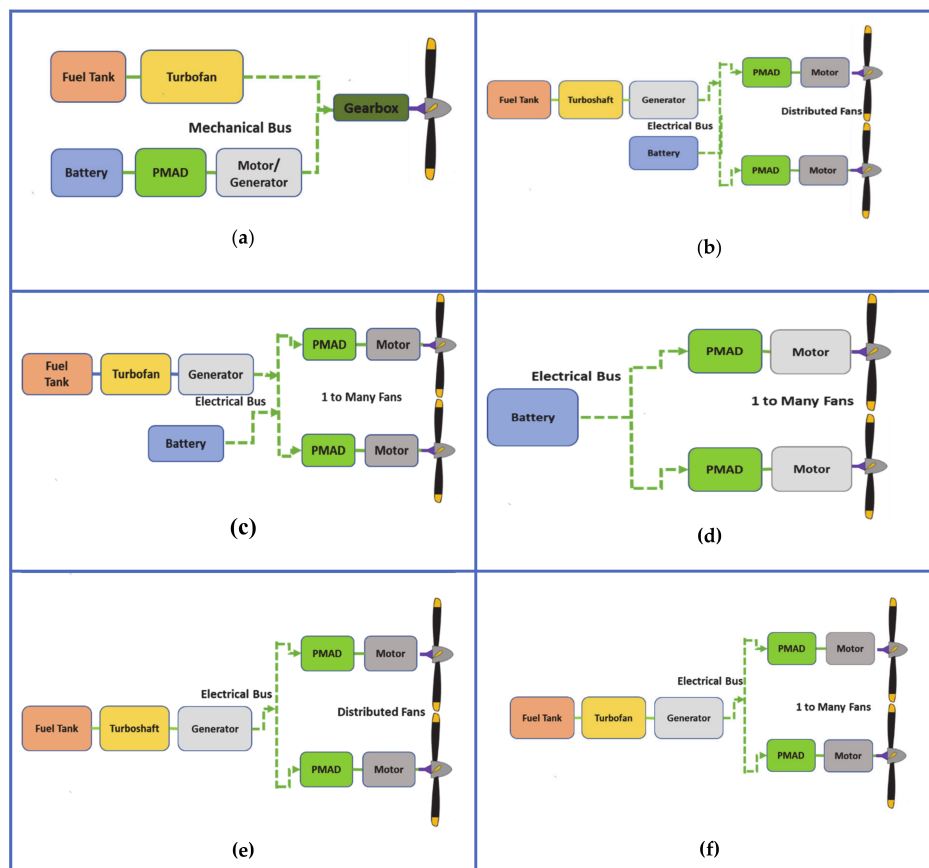 Fuel Tank
Turbofan
Gearbox
Mechanical Bus
Battery
PMAD
Motor/
Generator
(a)
PMAD
Motor
Fuel Tank
Turboshaft
Generator
Distributed Fans
Electrical Bus
Battery
PMAD
Motor
(b)
PMAD
Motor
Fuel
Tank
Turbofan
Generator
Electrical Bus
1 to Many Fans
Battery
PMAD
Motor
(c)
PMAD
Motor
Electrical Bus
1 to Many Fans
Battery
PMAD
Motor
(d)
PMAD
Motor
Electrical Bus
Fuel Tank
Turboshaft
Generator
Distributed Fans
PMAD
Motor
(e)
PMAD
Motor
Electrical Bus
Fuel Tank
Turbofan
Generator
1 to Many Fans
PMAD
Motor
(f)